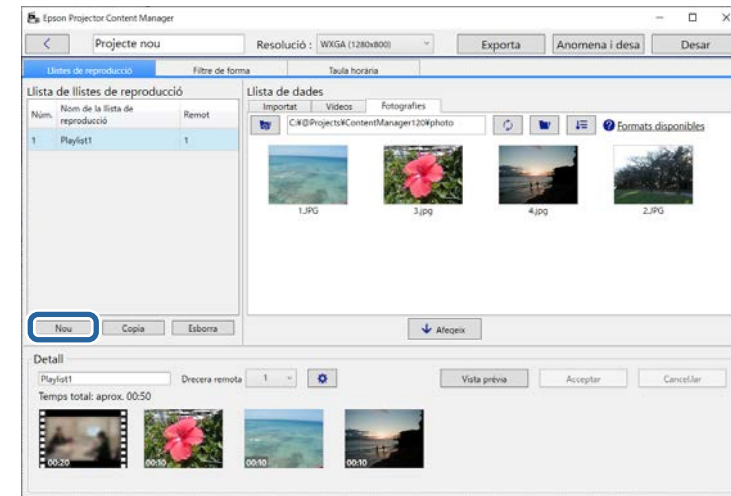 Epson Projector Content Manager
Projecte nou
Resolució :
WXGA (1280x800)
Exporta
Anomena i desa
Desar
Llistes de reproducció
Filtre de forma
Taula horària
Llista de llistes de reproducció
Llista de dades
Núm.
Nom de la llista de
reproducció
Remot
1
Playlist1
1
Importat
Vídeos
Fotografies
C:¥@Projects¥ContentManager120¥photo
Formats disponibles
1.JPG
3.jpg
4.jpg
2.JPG
Nou
Copia
Esborra
Afegeix
Detall
Playlist1
Drecera remota
1
Vista prèvia
Acceptar
Cancel·lar
Temps total: aprox. 00:50
00:20
00:10
00:10
00:10